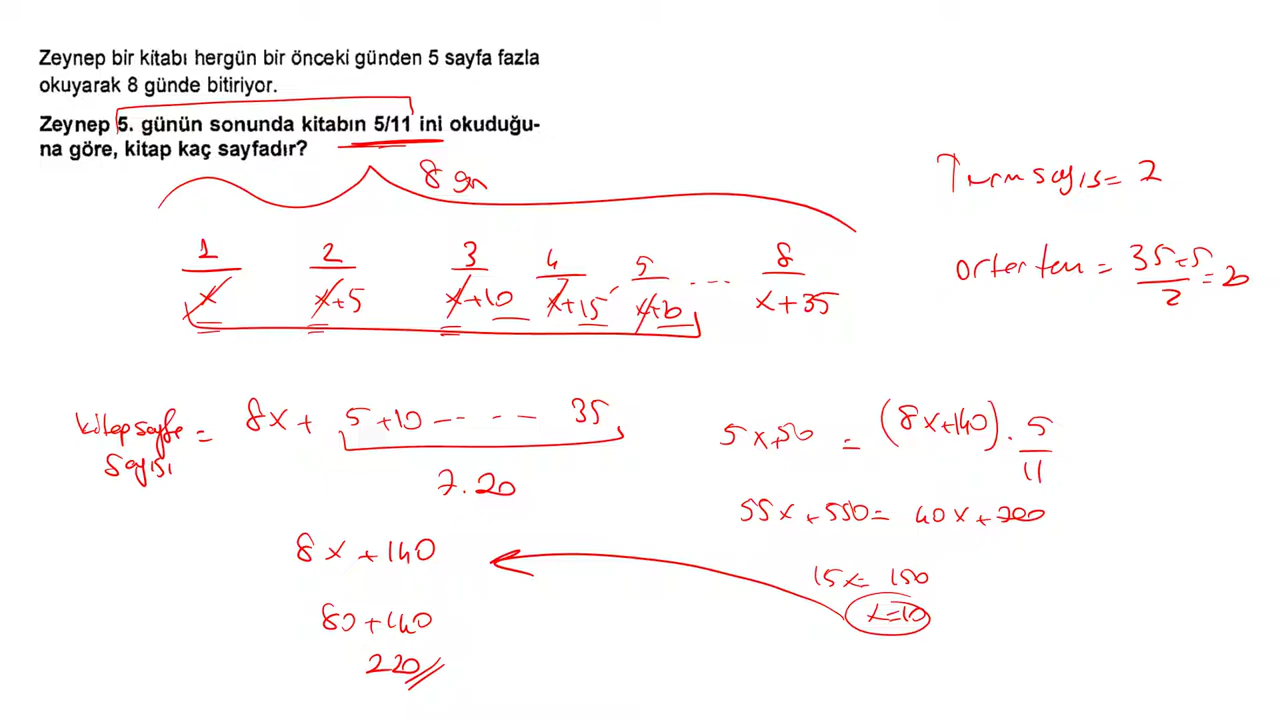 Zeynep bir kitabı hergün bir önceki günden 5 sayfa fazla
okuyarak 8 günde bitiriyor.
Zeynep 5. günün sonunda kitabın 5/11 ini okuduğu-
na göre, kitap kaç sayfadır?
8 gn
Terim sayısı = 2
1 2 3 4 5 ... 8
x x+5 x+10 x+15 x+20 x+35
orta terim = 35+5/2 = 20
kitap sayfa sayısı = 8x + 5+10 ---- 35
7.20
5x+50 = (8x+140) . 5/11
55x+550 = 40x+700
8x+140
15x = 150
x=10
80+140
220